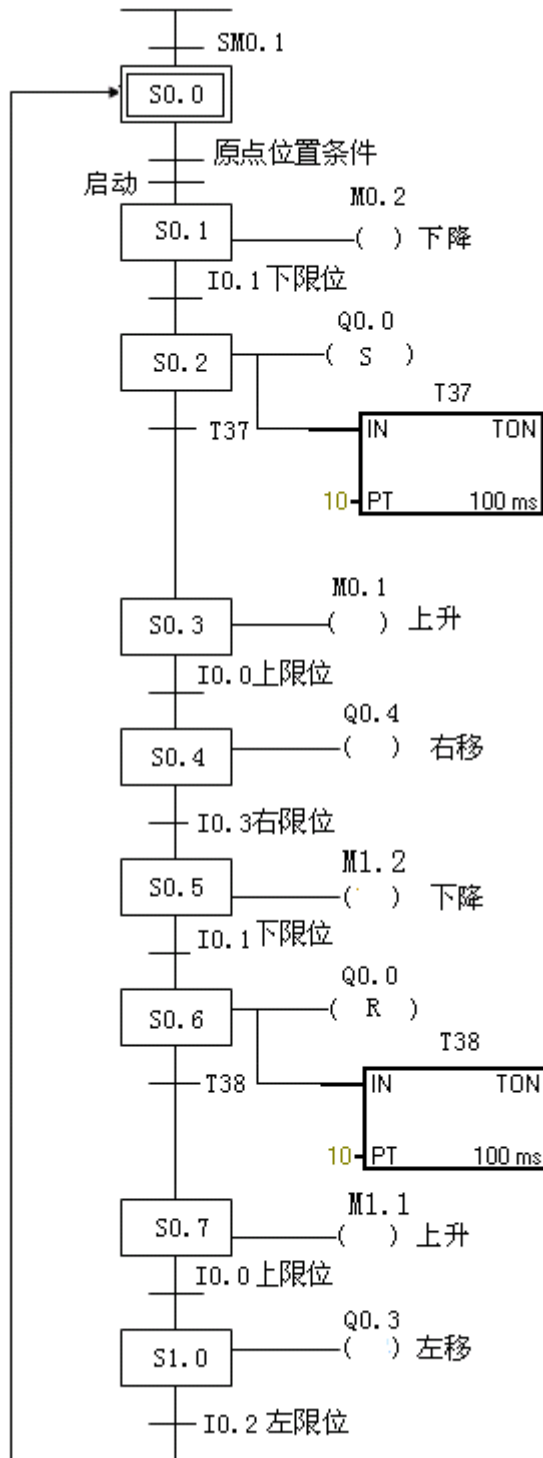 SM0.1
S0.0
原点位置条件
启动
M0.2
S0.1
( ) 下降
I0.1下限位
Q0.0
S0.2
( S )
T37
T37
IN TON
10 PT 100 ms
M0.1
S0.3
( ) 上升
I0.0上限位
Q0.4
S0.4
( ) 右移
I0.3右限位
M1.2
S0.5
( ) 下降
I0.1下限位
Q0.0
S0.6
( R )
T38
T38
IN TON
10 PT 100 ms
M1.1
S0.7
( ) 上升
I0.0上限位
Q0.3
S1.0
( ) 左移
I0.2左限位